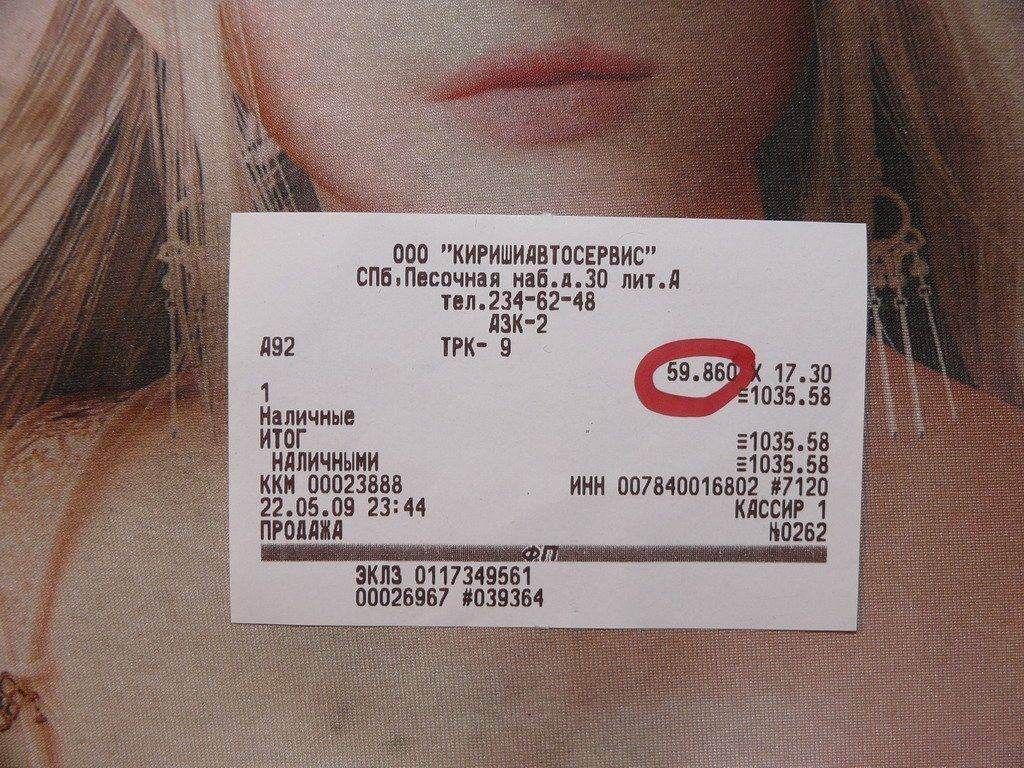 ООО "КИРИШИАВТОСЕРВИС"
СПб,Песочная наб.д.30 лит.А
тел.234-62-48
АЗК-2
А92 ТРК- 9
59.860 X 17.30
1 ≡1035.58
Наличные
ИТОГ ≡1035.58
НАЛИЧНЫМИ ≡1035.58
ККМ 00023888 ИНН 007840016802 #7120
22.05.09 23:44 КАССИР 1
ПРОДАЖА №0262
ФП
ЭКЛЗ 0117349561
00026967 #039364